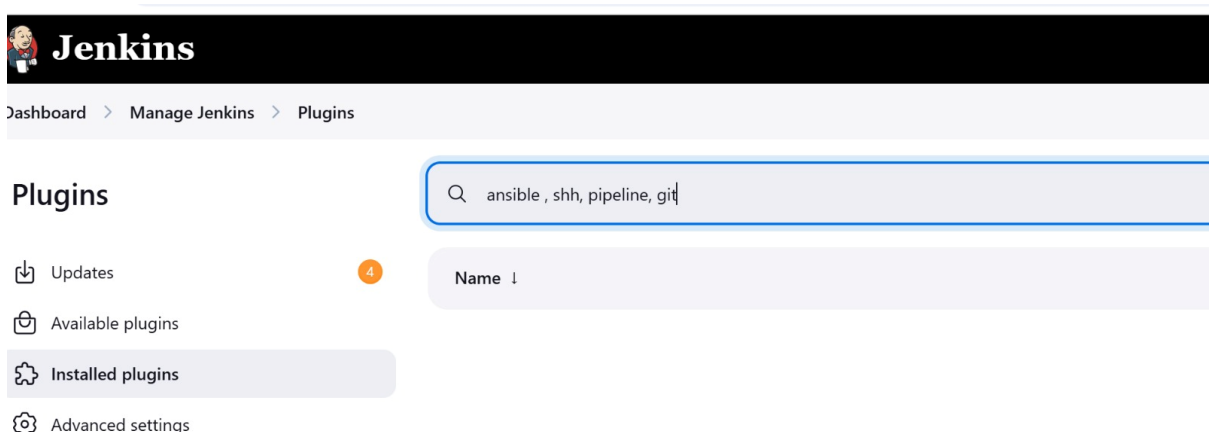 Jenkins
Dashboard > Manage Jenkins > Plugins
Plugins
ansible , shh, pipeline, git
Updates 4
Name ↓
Available plugins
Installed plugins
Advanced settings